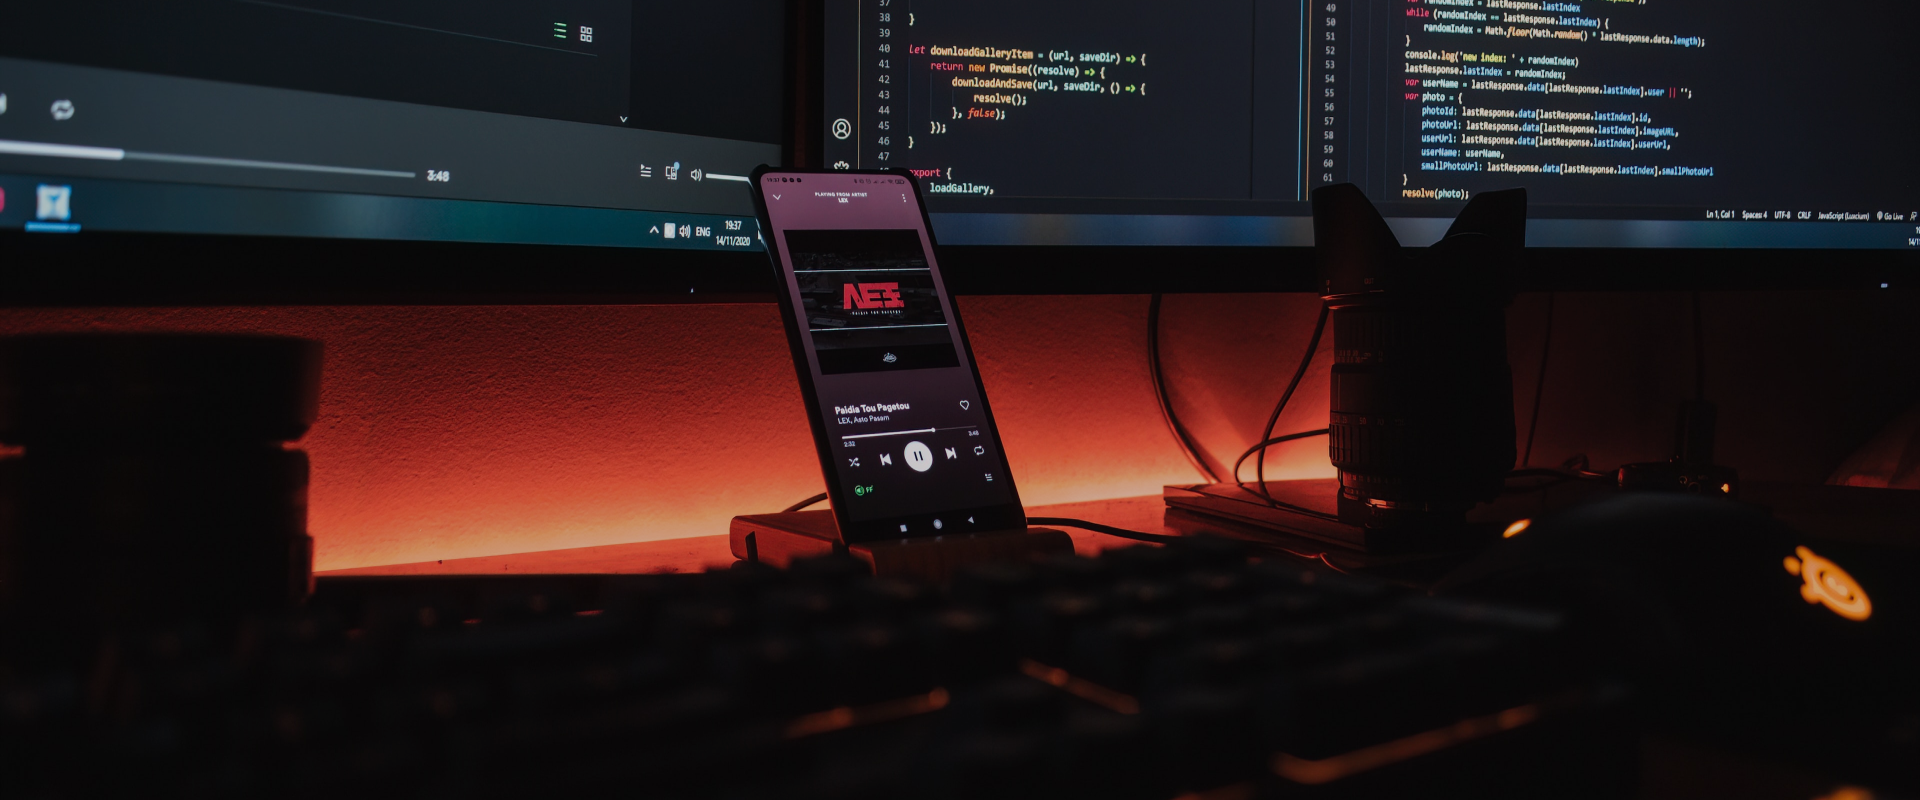 3:48
ENG
19:37
14/11/2020
37
38 }
39
40 let downloadGalleryItem = (url, saveDir) => {
41 return new Promise((resolve) => {
42 downloadAndSave(url, saveDir, () => {
43 resolve();
44 }, false);
45 });
46 }
47
export {
loadGallery,
49 lastResponse.lastIndex
50 while (randomIndex == lastResponse.lastIndex) {
51 randomIndex = Math.floor(Math.random() * lastResponse.data.length);
52 }
53 console.log('new index: ' + randomIndex)
54 lastResponse.lastIndex = randomIndex;
55 var userName = lastResponse.data[lastResponse.lastIndex].user || '';
56 var photo = {
57 photoId: lastResponse.data[lastResponse.lastIndex].id,
58 photoUrl: lastResponse.data[lastResponse.lastIndex].imageURL,
59 userUrl: lastResponse.data[lastResponse.lastIndex].userUrl,
60 userName: userName,
61 smallPhotoUrl: lastResponse.data[lastResponse.lastIndex].smallPhotoUrl
}
resolve(photo);
Ln 1, Col 1 Spaces: 4 UTF-8 CRLF JavaScript (Luxcium) Go Live
19:37
PLAYING FROM ARTIST
LEX
Paidia Tou Pagetou
LEX, Asto Pasam
2:32 3:48
FF